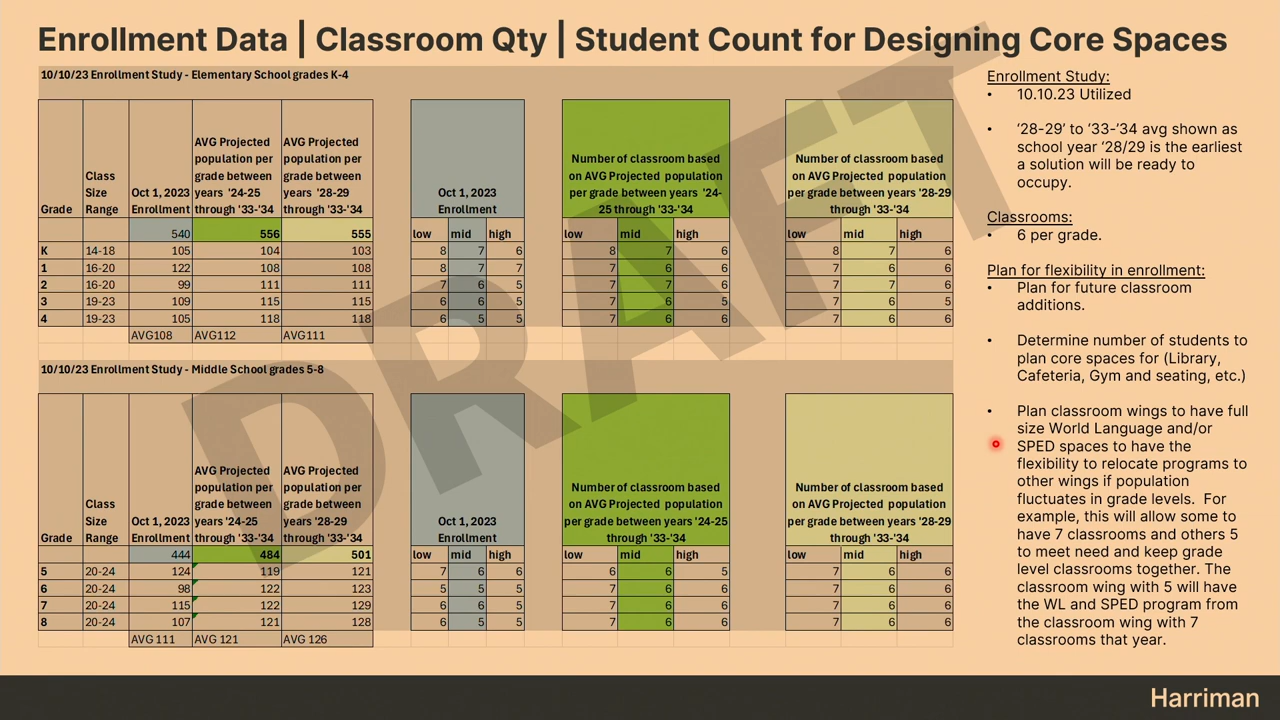 Enrollment Data | Classroom Qty | Student Count for Designing Core Spaces
10/10/23 Enrollment Study - Elementary School grades K-4
Grade
Class
Size
Range
Oct 1, 2023
Enrollment
AVG Projected
population per
grade between
years '24-25
through '33-'34
AVG Projected
population per
grade between
years '28-29
through '33-'34
Oct 1, 2023
Enrollment
Number of classroom based
on AVG Projected population
per grade between years '24-
25 through '33-'34
Number of classroom based
on AVG Projected population
per grade between years '28-29
through '33-'34
540 556 555 low mid high low mid high low mid high
K 14-18 105 104 103 8 7 6 8 7 6 8 7 6
1 16-20 122 108 108 8 7 7 7 6 6 7 6 6
2 16-20 99 111 111 7 6 5 7 7 6 7 7 6
3 19-23 109 115 115 6 6 5 7 6 5 7 6 5
4 19-23 105 118 118 6 5 5 7 6 6 7 6 6
AVG108 AVG112 AVG111
10/10/23 Enrollment Study - Middle School grades 5-8
Grade
Class
Size
Range
Oct 1, 2023
Enrollment
AVG Projected
population per
grade between
years '24-25
through '33-'34
AVG Projected
population per
grade between
years '28-29
through '33-'34
Oct 1, 2023
Enrollment
Number of classroom based
on AVG Projected population
per grade between years '24-25
through '33-'34
Number of classroom based
on AVG Projected population
per grade between years '28-29
through '33-'34
444 484 501 low mid high low mid high low mid high
5 20-24 124 119 121 7 6 6 6 6 5 7 6 6
6 20-24 98 122 123 5 5 5 7 6 6 7 6 6
7 20-24 115 122 129 6 6 5 7 6 6 7 6 6
8 20-24 107 121 128 6 5 5 7 6 6 7 6 6
AVG 111 AVG 121 AVG 126
DRAFT
Enrollment Study:
• 10.10.23 Utilized
• '28-29' to '33-'34 avg shown as
school year '28/29 is the earliest
a solution will be ready to
occupy.
Classrooms:
• 6 per grade.
Plan for flexibility in enrollment:
• Plan for future classroom
additions.
• Determine number of students to
plan core spaces for (Library,
Cafeteria, Gym and seating, etc.)
• Plan classroom wings to have full
size World Language and/or
SPED spaces to have the
flexibility to relocate programs to
other wings if population
fluctuates in grade levels. For
example, this will allow some to
have 7 classrooms and others 5
to meet need and keep grade
level classrooms together. The
classroom wing with 5 will have
the WL and SPED program from
the classroom wing with 7
classrooms that year.
Harriman